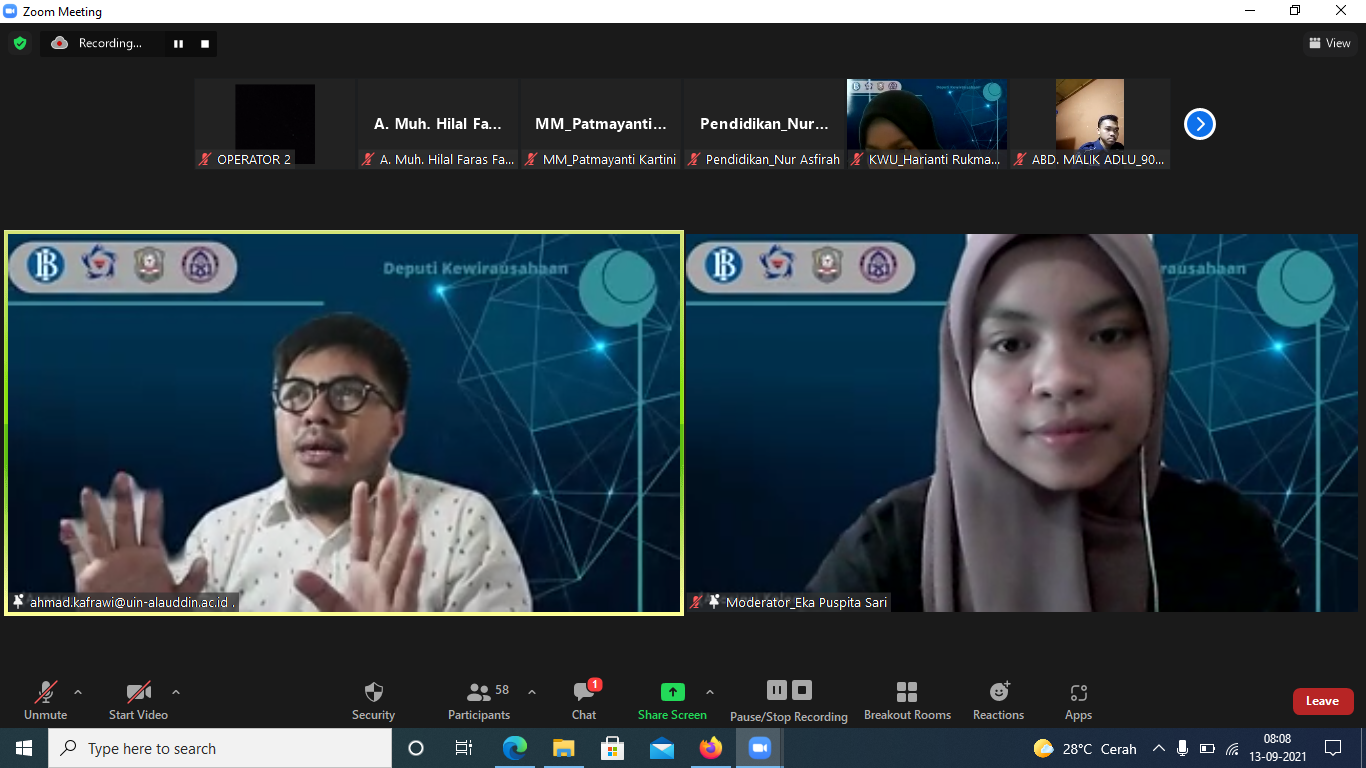 Zoom Meeting
Recording...
View
A. Muh. Hilal Fa...
MM_Patmayanti...
Pendidikan_Nur...
Deputi Kewirausahaan
OPERATOR 2
A. Muh. Hilal Faras Fa...
MM_Patmayanti Kartini
Pendidikan_Nur Asfirah
KWU_Harianti Rukma...
ABD. MALIK ADLU_90...
Deputi Kewirausahaan
rausahaan
ahmad.kafrawi@uin-alauddin.ac.id .
Moderator_Eka Puspita Sari
Unmute
Start Video
Security
58
Participants
1
Chat
Share Screen
Pause/Stop Recording
Breakout Rooms
Reactions
Apps
Leave
Type here to search
28°C Cerah
08:08
13-09-2021